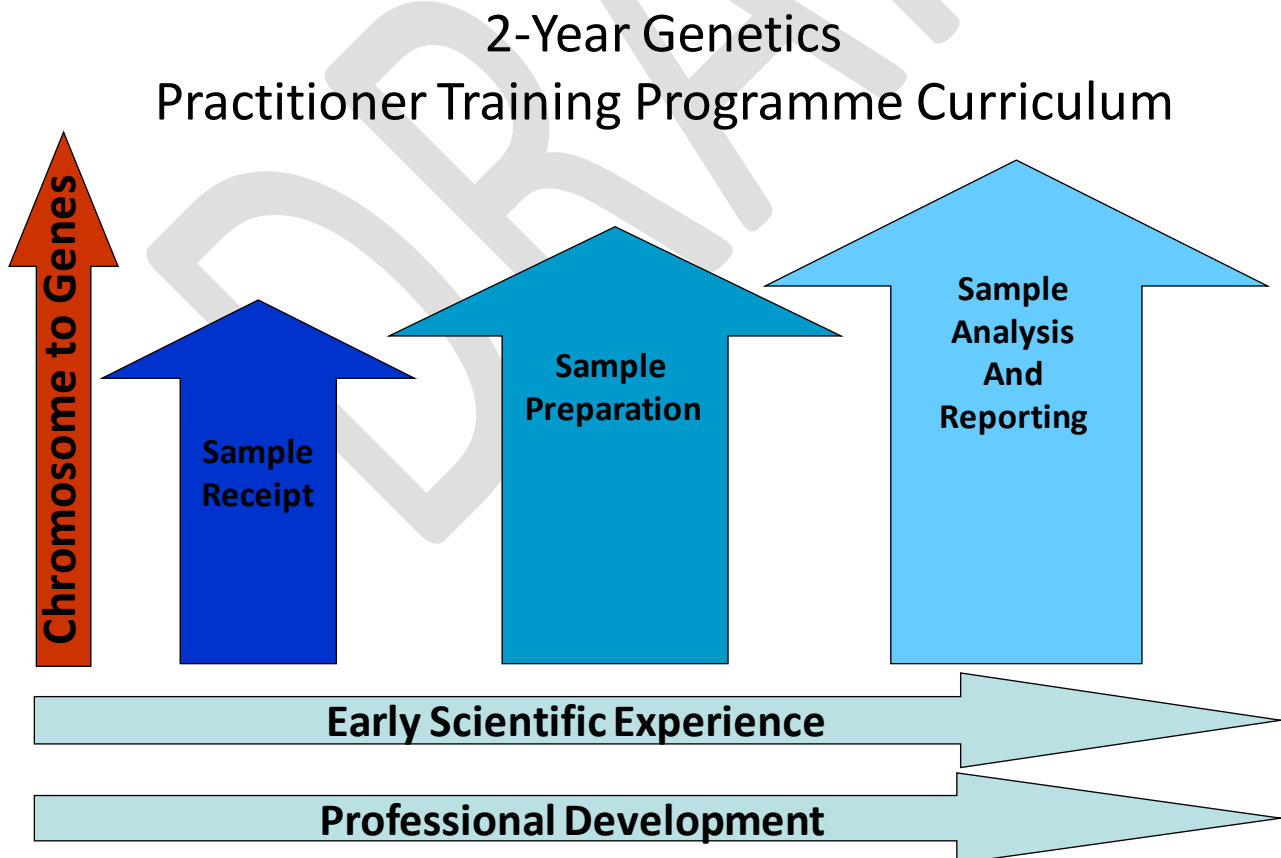 2-Year Genetics
Practitioner Training Programme Curriculum
Chromosome to Genes
Sample
Receipt
Sample
Preparation
Sample
Analysis
And
Reporting
Early Scientific Experience
Professional Development
DRA